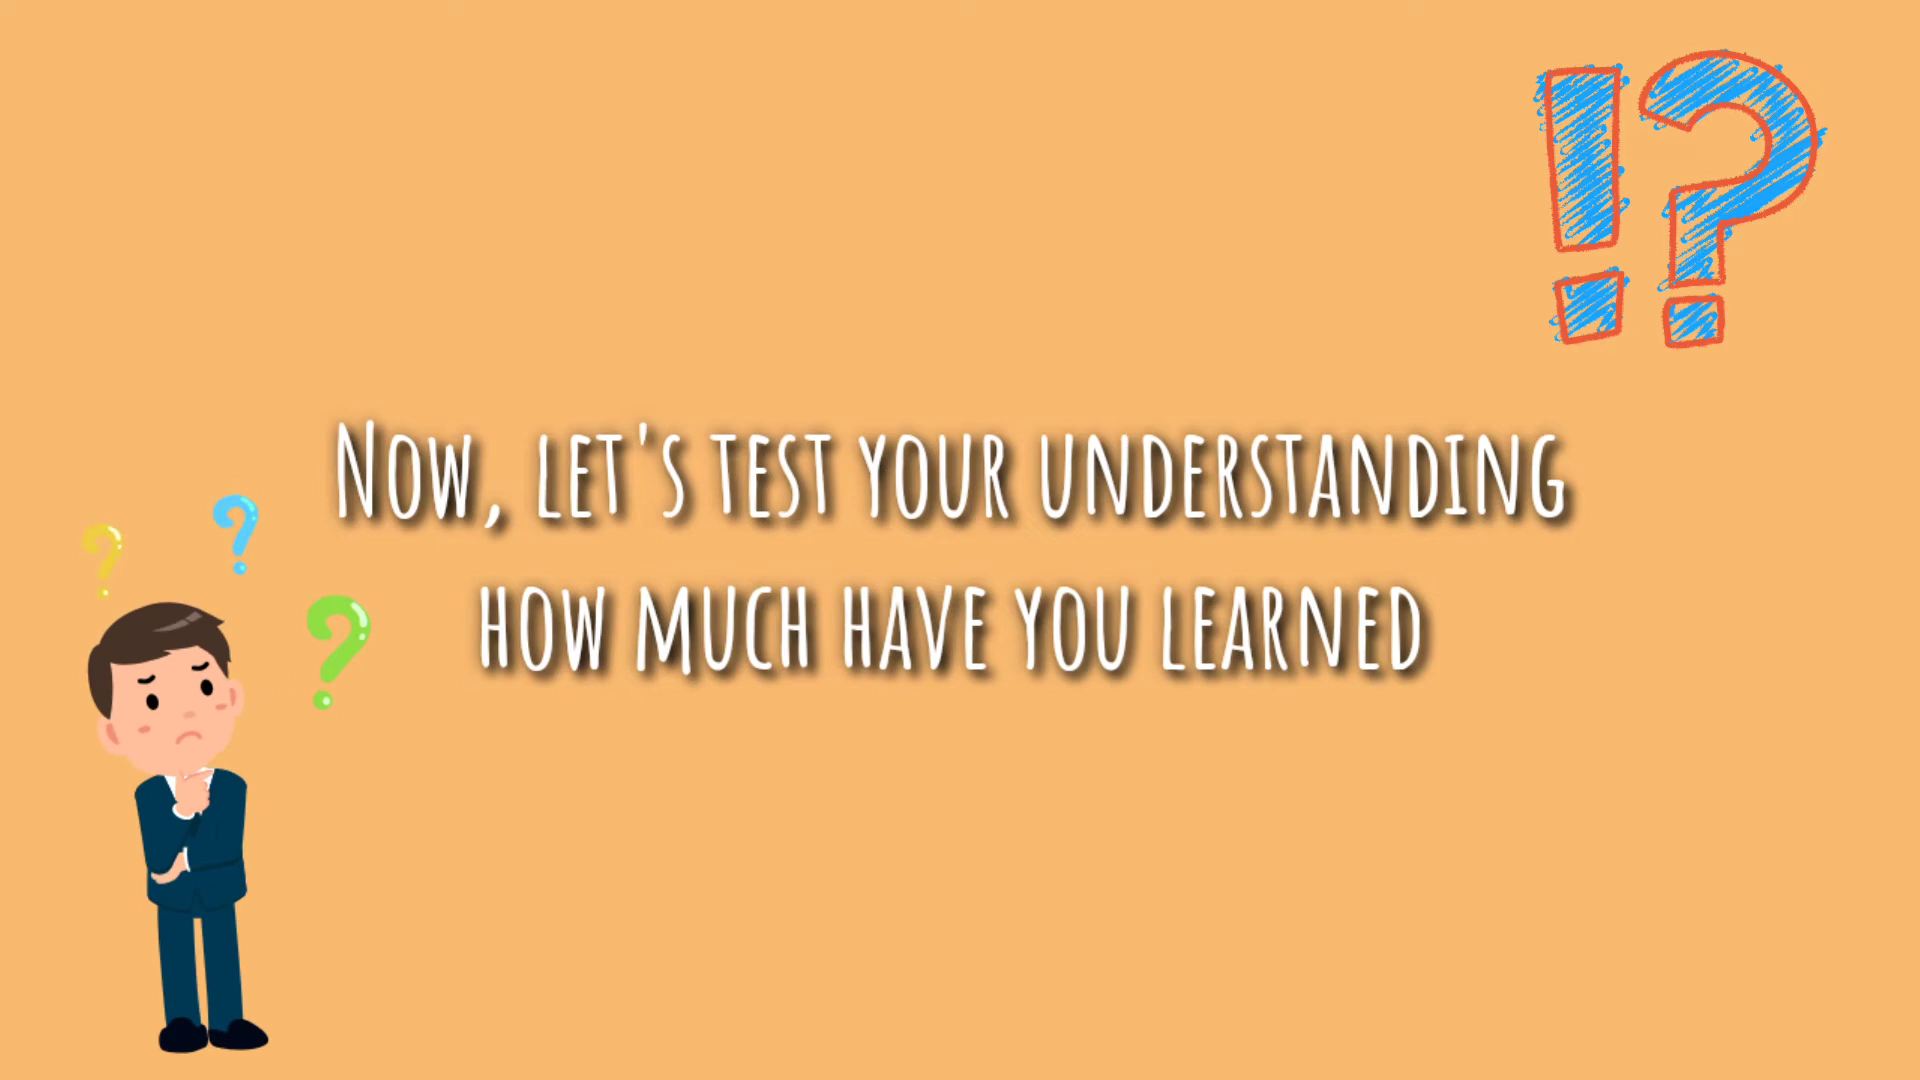 !?
Now, let's test your understanding
how much have you learned
? ? ?